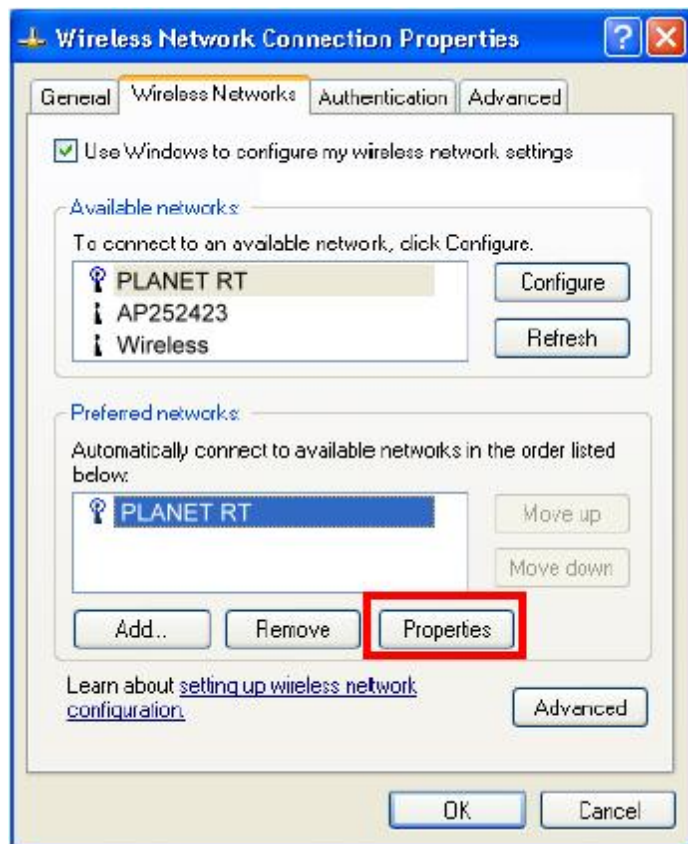 Wireless Network Connection Properties
General Wireless Networks Authentication Advanced
Use Windows to configure my wireless network settings
Available networks:
To connect to an available network, click Configure.
PLANET RT
Configure
AP252423
Wireless
Refresh
Preferred networks:
Automatically connect to available networks in the order listed
below:
PLANET RT
Move up
Move down
Add... Remove Properties
Learn about setting up wireless network
configuration.
Advanced
OK Cancel